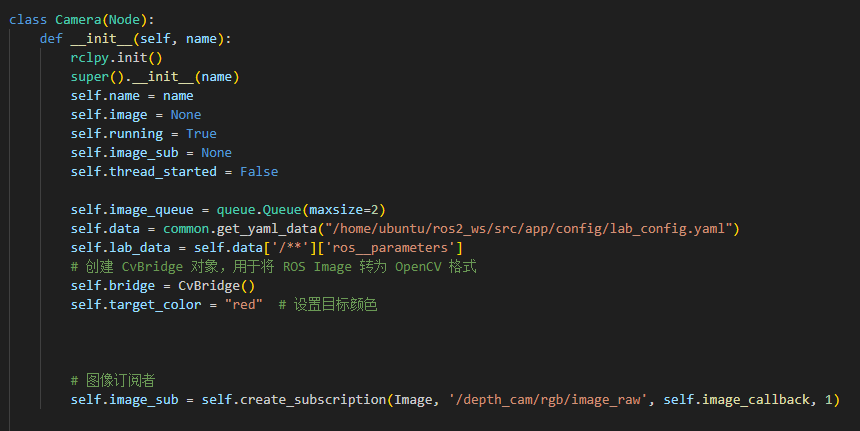 class Camera(Node):
    def __init__(self, name):
        rclpy.init()
        super().__init__(name)
        self.name = name
        self.image = None
        self.running = True
        self.image_sub = None
        self.thread_started = False

        self.image_queue = queue.Queue(maxsize=2)
        self.data = common.get_yaml_data("/home/ubuntu/ros2_ws/src/app/config/lab_config.yaml")
        self.lab_data = self.data['/**']['ros__parameters']
        # 创建 CvBridge 对象，用于将 ROS Image 转为 OpenCV 格式
        self.bridge = CvBridge()
        self.target_color = "red"  # 设置目标颜色

        # 图像订阅者
        self.image_sub = self.create_subscription(Image, '/depth_cam/rgb/image_raw', self.image_callback, 1)